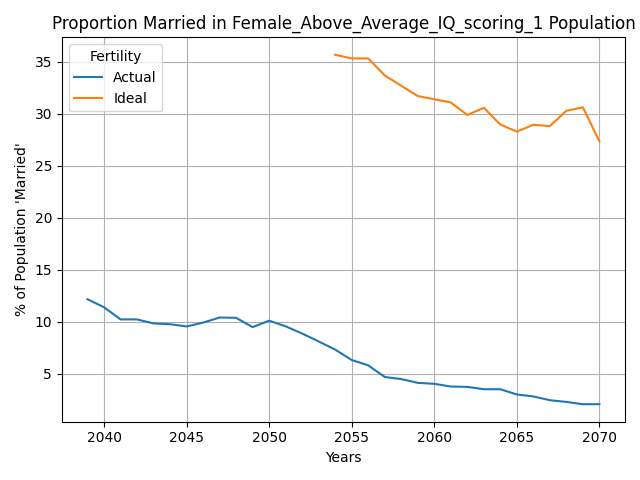 Proportion Married in Female_Above_Average_IQ_scoring_1 Population
Fertility
Actual
Ideal
% of Population 'Married'
35
30
25
20
15
10
5
2040 2045 2050 2055 2060 2065 2070
Years